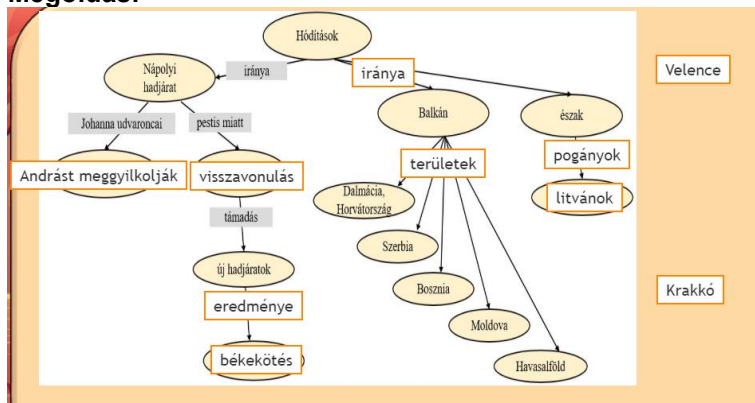 Megoldás:
Hódítások
iránya
iránya
Velence
Nápolyi
hadjárat
Balkán
észak
Johanna udvaroncai
pestis miatt
területek
pogányok
Andrást meggyilkolják
visszavonulás
Dalmácia,
Horvátország
litvánok
támadás
Szerbia
új hadjáratok
Bosznia
Krakkó
eredménye
Moldova
békekötés
Havasalföld